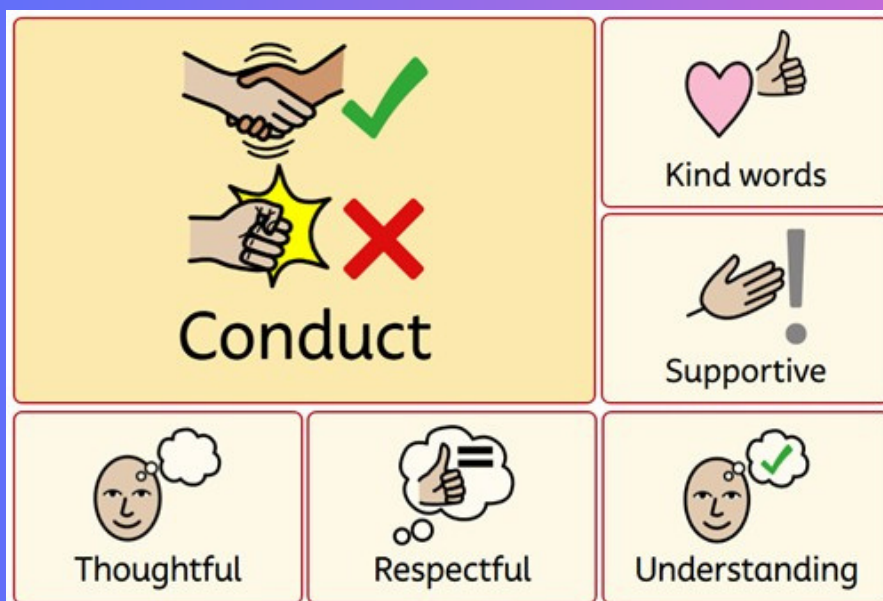 Conduct
Kind words
Supportive
Thoughtful
Respectful
Understanding